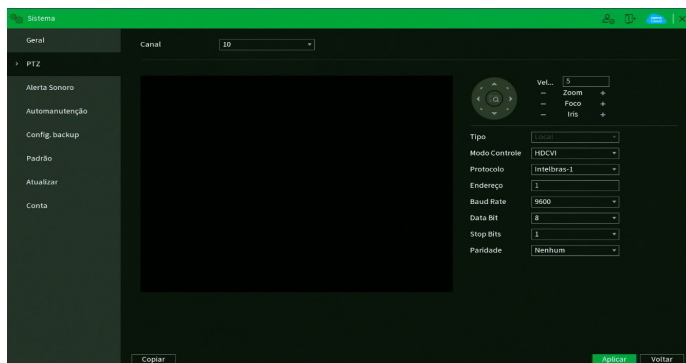 Sistema
Geral
PTZ
Alerta Sonoro
Automanutenção
Config. backup
Padrão
Atualizar
Conta
Canal 10
Vel... 5
− Zoom +
− Foco +
− Iris +
Tipo Local
Modo Controle HDCVI
Protocolo Intelbras-1
Endereço 1
Baud Rate 9600
Data Bit 8
Stop Bits 1
Paridade Nenhum
Copiar
Aplicar Voltar